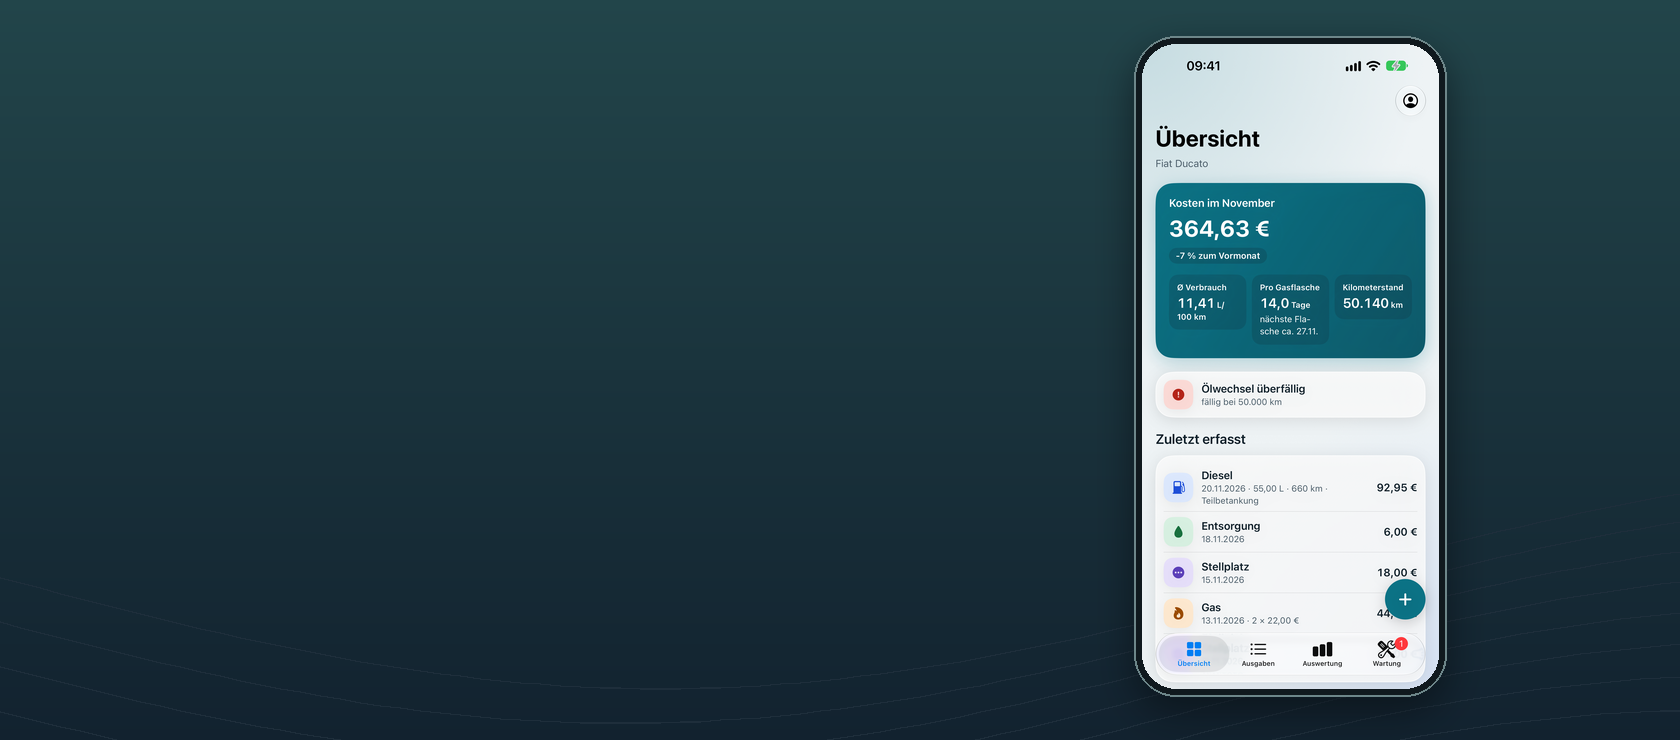 09:41
Übersicht
Fiat Ducato
Kosten im November
364,63 €
-7 % zum Vormonat
Ø Verbrauch
11,41 L/
100 km
Pro Gasflasche
14,0 Tage
nächste Fla-
sche ca. 27.11.
Kilometerstand
50.140 km
Ölwechsel überfällig
fällig bei 50.000 km
Zuletzt erfasst
Diesel
20.11.2026 · 55,00 L · 660 km ·
Teilbetankung
92,95 €
Entsorgung
18.11.2026
6,00 €
Stellplatz
15.11.2026
18,00 €
Gas
13.11.2026 · 2 × 22,00 €
44,
Übersicht
Ausgaben
Auswertung
1
Wartung